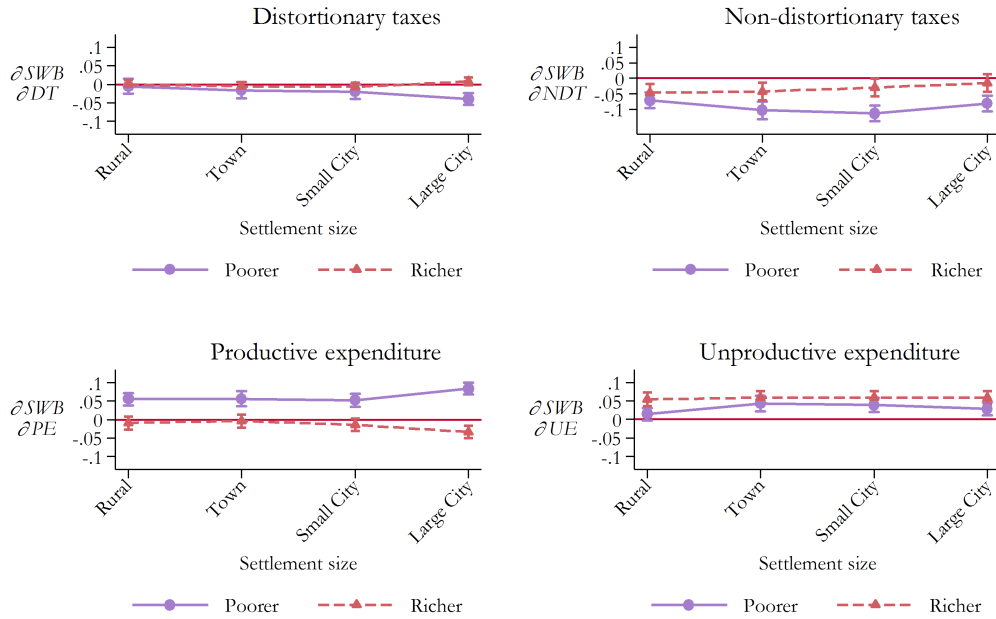 Distortionary taxes
∂SWB
∂DT
.1
.05
0
-.05
-.1
Rural
Town
Small City
Large City
Settlement size
Poorer
Richer
Non-distortionary taxes
∂SWB
∂NDT
.1
.05
0
-.05
-.1
Rural
Town
Small City
Large City
Settlement size
Poorer
Richer
Productive expenditure
∂SWB
∂PE
.1
.05
0
-.05
-.1
Rural
Town
Small City
Large City
Settlement size
Poorer
Richer
Unproductive expenditure
∂SWB
∂UE
.1
.05
0
-.05
-.1
Rural
Town
Small City
Large City
Settlement size
Poorer
Richer